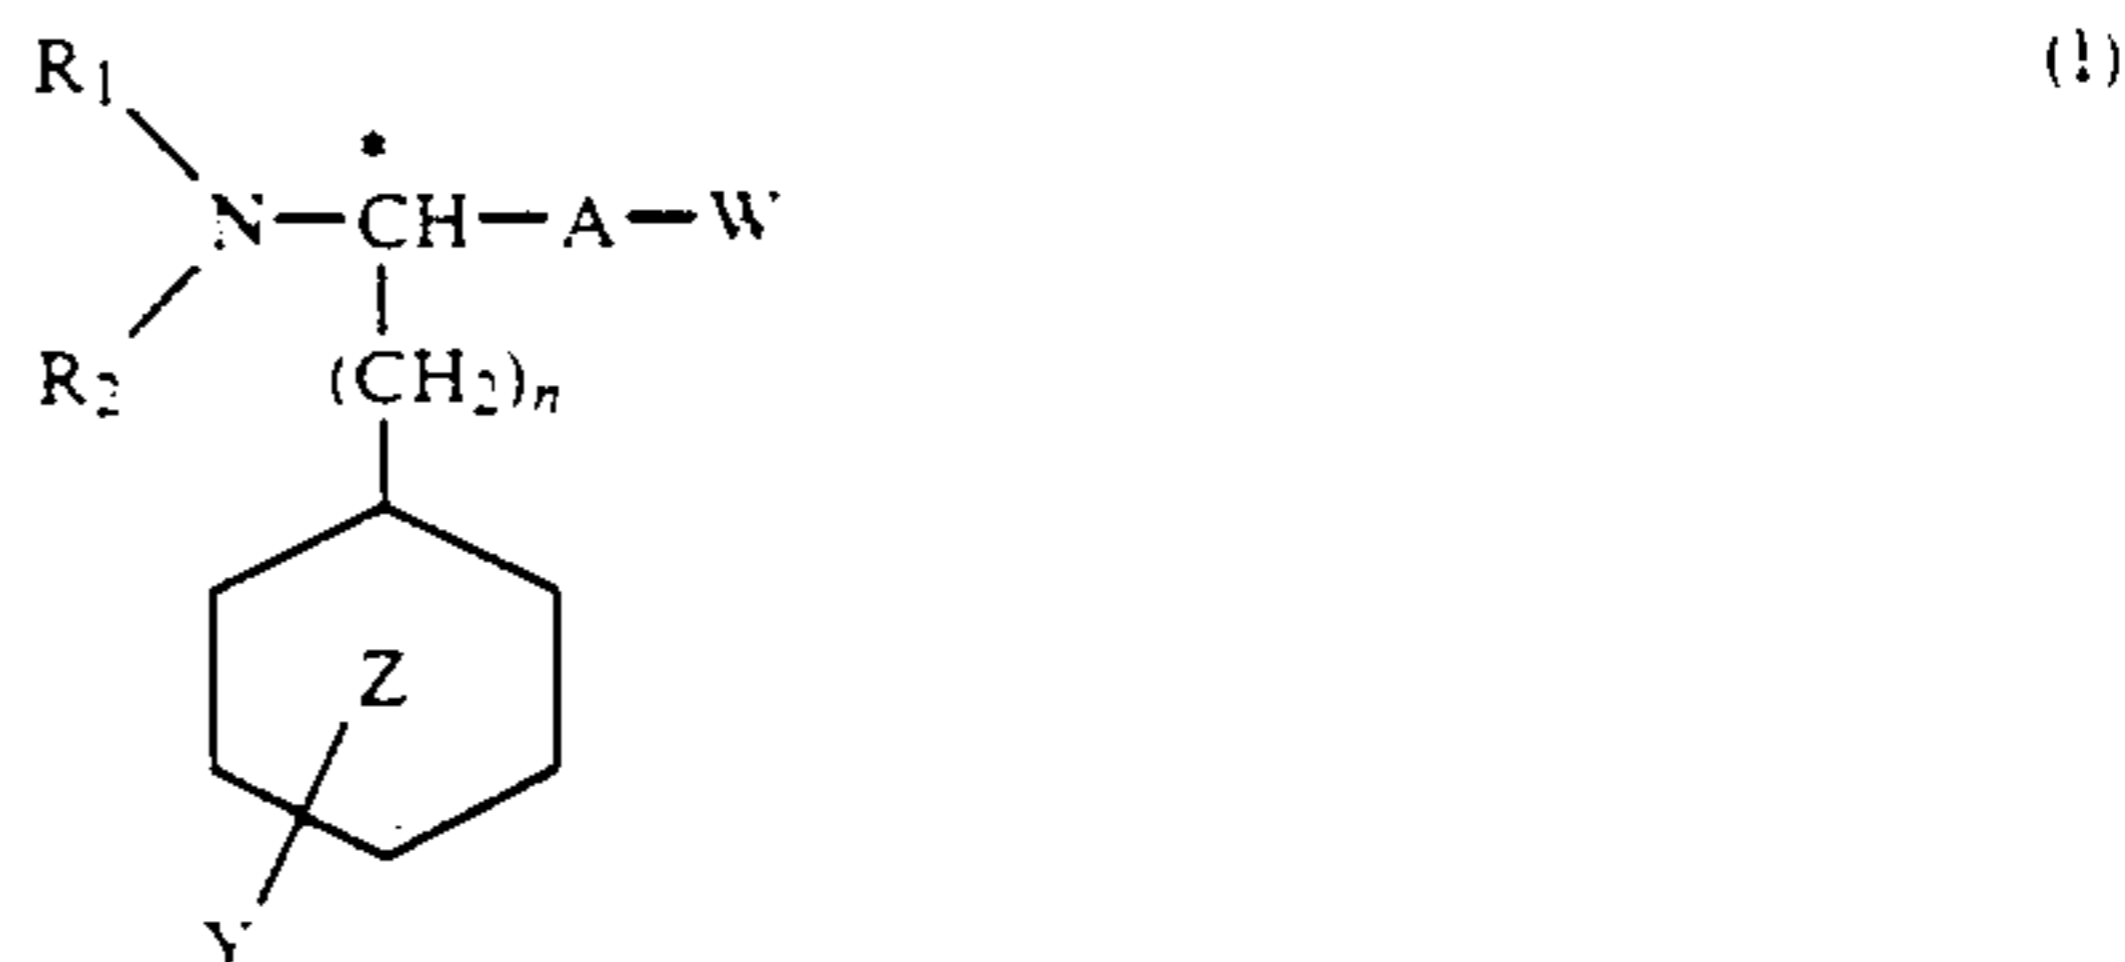 R1 (!)
*
N—CH—A—W
R2 (CH2)n
Z
Y